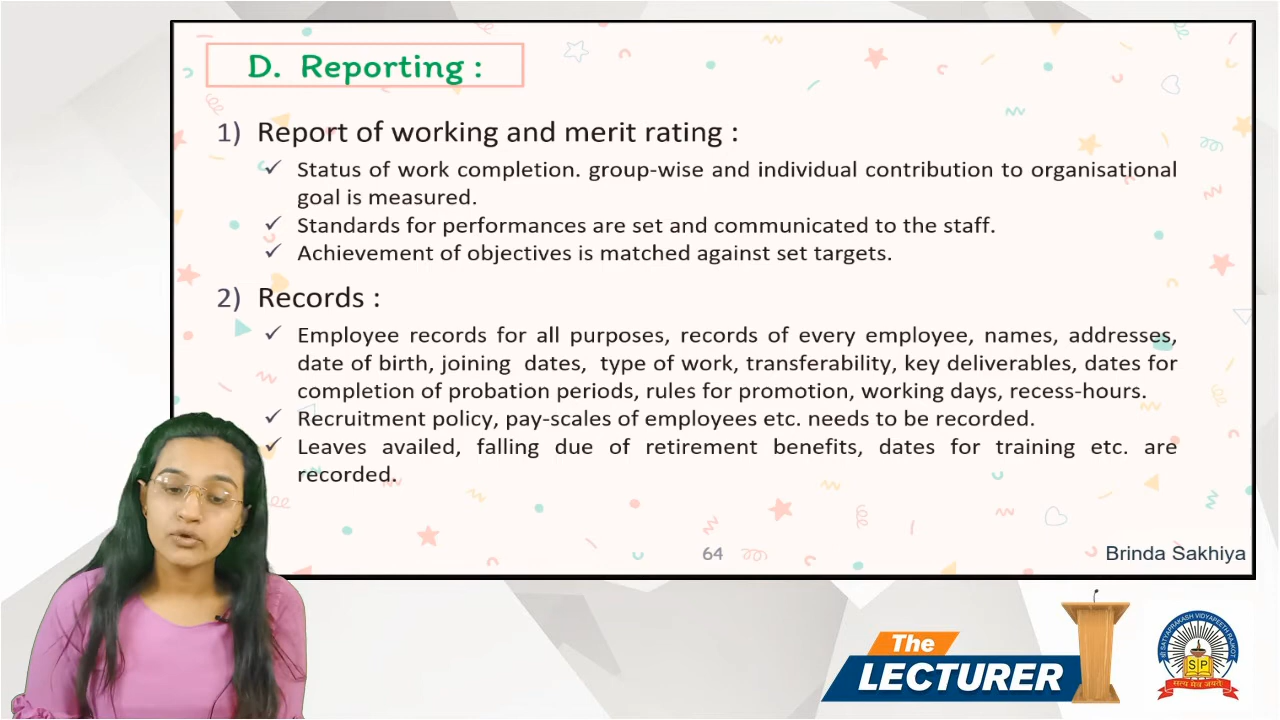 D. Reporting :
1) Report of working and merit rating :
✓ Status of work completion. group-wise and individual contribution to organisational
goal is measured.
✓ Standards for performances are set and communicated to the staff.
✓ Achievement of objectives is matched against set targets.
2) Records :
✓ Employee records for all purposes, records of every employee, names, addresses,
date of birth, joining dates, type of work, transferability, key deliverables, dates for
completion of probation periods, rules for promotion, working days, recess-hours.
✓ Recruitment policy, pay-scales of employees etc. needs to be recorded.
✓ Leaves availed, falling due of retirement benefits, dates for training etc. are
recorded.
64
Brinda Sakhiya
The
LECTURER
SATYAPRAKASH VIDYAPEETH RAJKOT
S P
सत्य मेव जयते